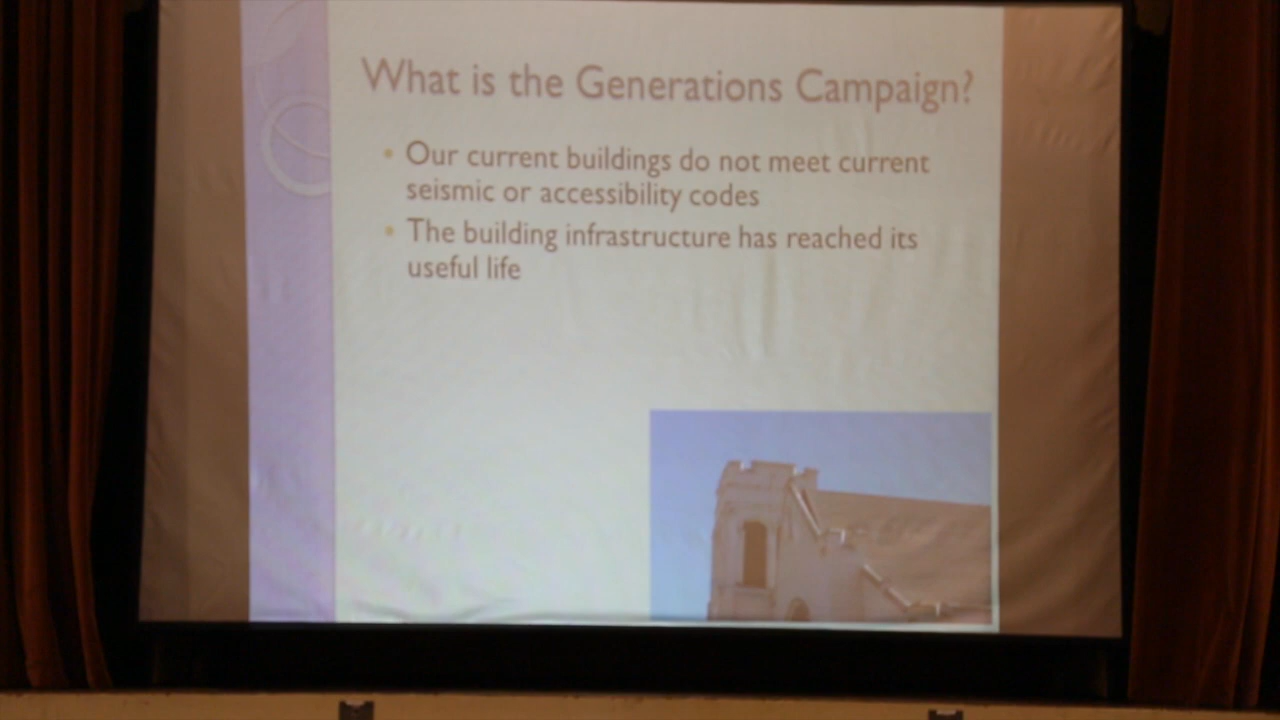 What is the Generations Campaign?
• Our current buildings do not meet current
seismic or accessibility codes
• The building infrastructure has reached its
useful life